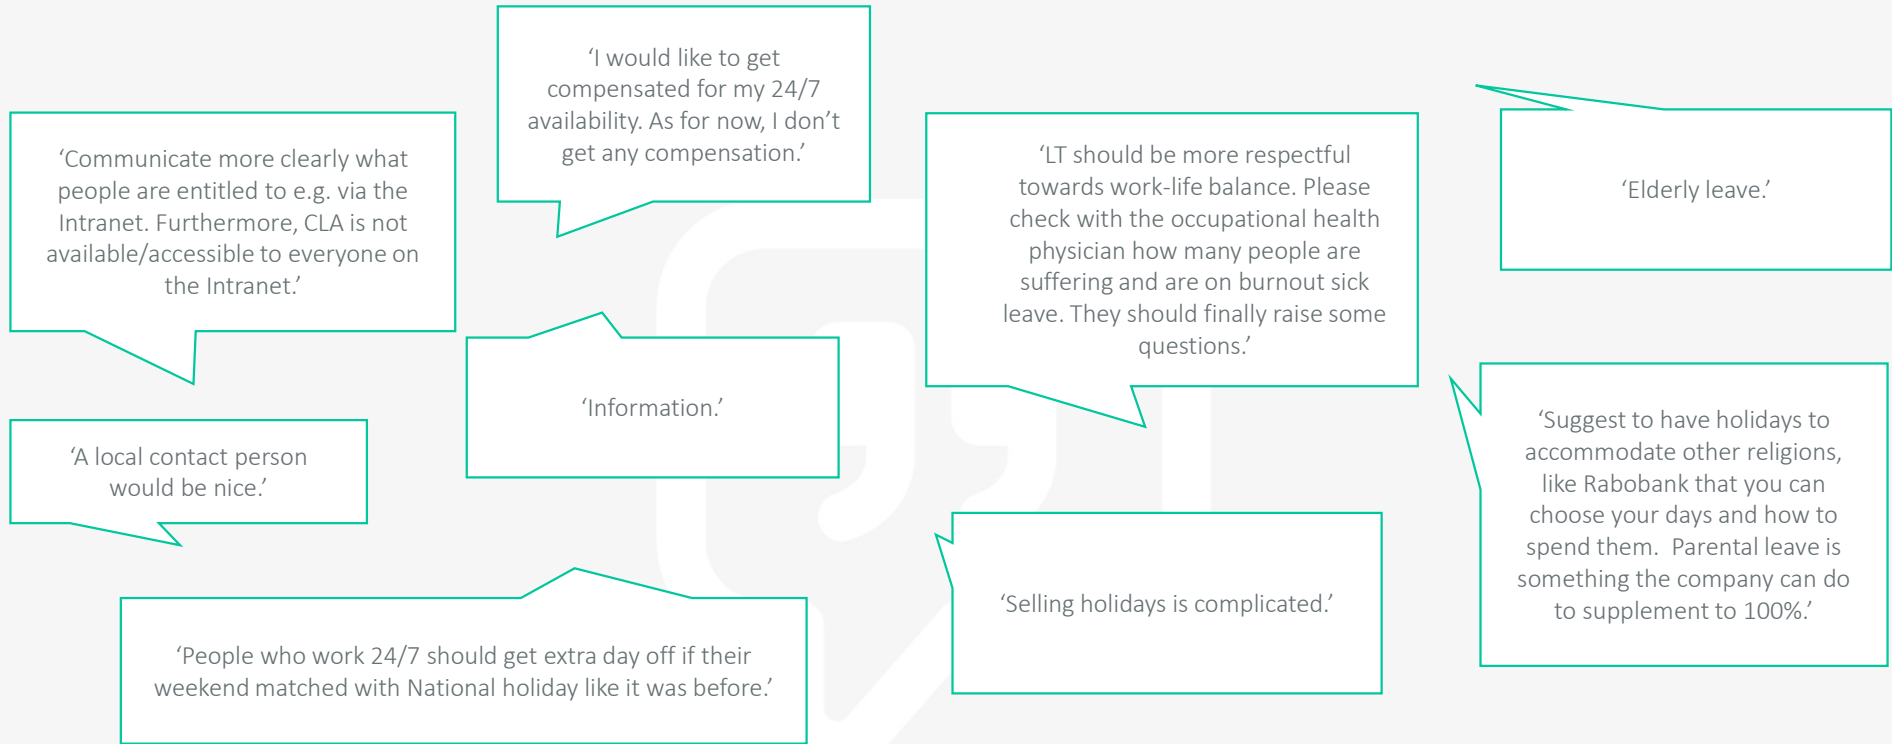 ‘I would like to get
compensated for my 24/7
availability. As for now, I don’t
get any compensation.’
‘Communicate more clearly what
people are entitled to e.g. via the
Intranet. Furthermore, CLA is not
available/accessible to everyone on
the Intranet.’
‘LT should be more respectful
towards work-life balance. Please
check with the occupational health
physician how many people are
suffering and are on burnout sick
leave. They should finally raise some
questions.’
‘Elderly leave.’
‘Information.’
‘A local contact person
would be nice.’
‘Suggest to have holidays to
accommodate other religions,
like Rabobank that you can
choose your days and how to
spend them.  Parental leave is
something the company can do
to supplement to 100%.’
‘Selling holidays is complicated.’
‘People who work 24/7 should get extra day off if their
weekend matched with National holiday like it was before.’